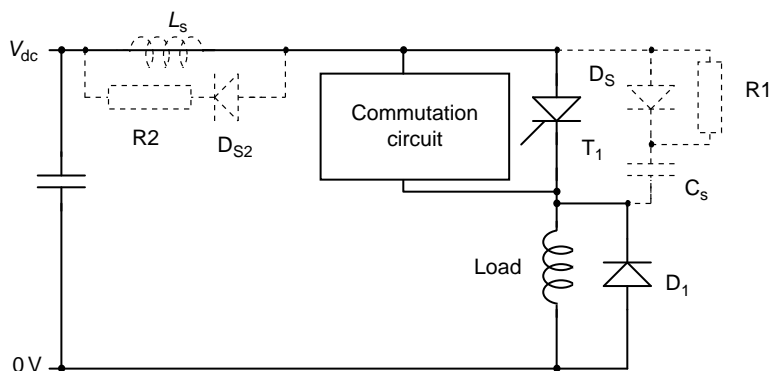 Ls
Vdc
DS
R1
Commutation
circuit
R2
DS2
T1
Cs
Load
D1
0 V